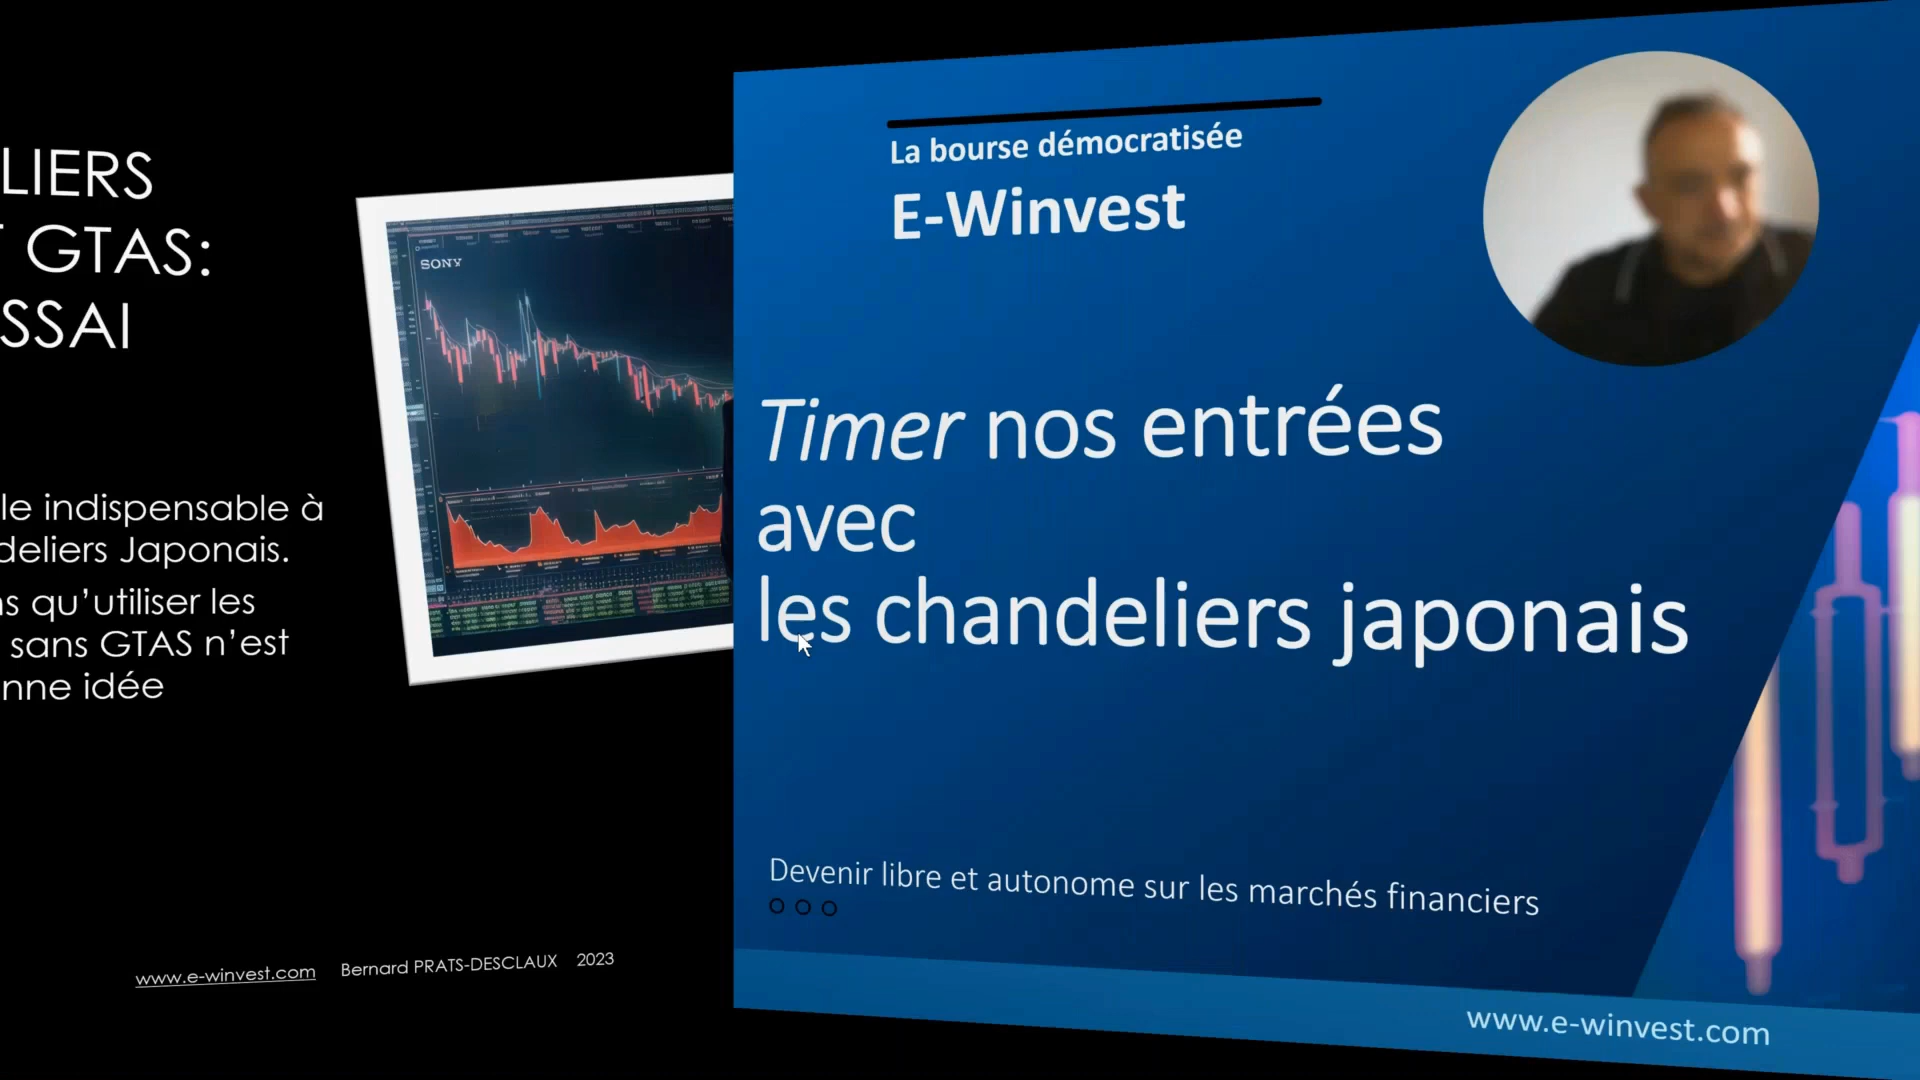 LIERS
GTAS:
SSAI
le indispensable à
deliers Japonais.
s qu’utiliser les
sans GTAS n’est
nne idée
www.e-winvest.com Bernard PRATS-DESCLAUX 2023
SONY
La bourse démocratisée
E-Winvest
Timer nos entrées
avec
les chandeliers japonais
Devenir libre et autonome sur les marchés financiers
www.e-winvest.com